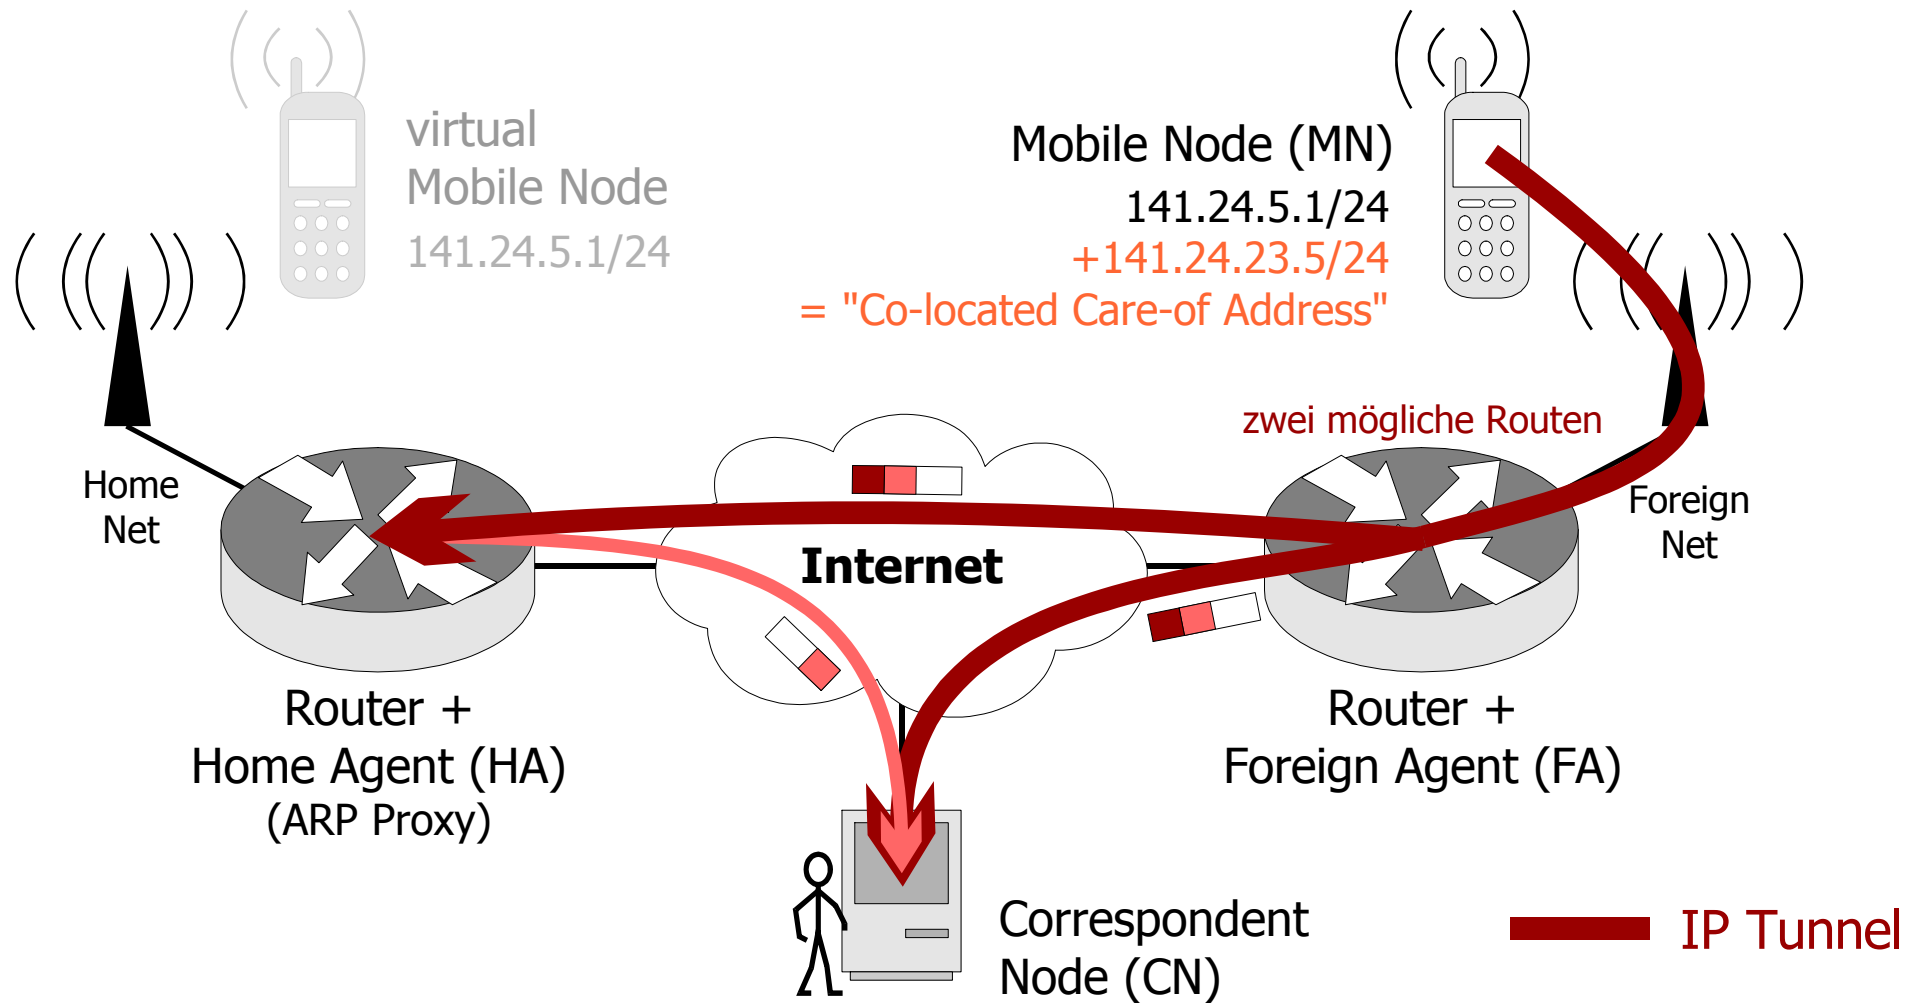 virtual
Mobile Node
141.24.5.1/24
Mobile Node (MN)
141.24.5.1/24
+141.24.23.5/24
= "Co-located Care-of Address"
zwei mögliche Routen
Home
Net
Foreign
Net
Internet
Router +
Home Agent (HA)
(ARP Proxy)
Router +
Foreign Agent (FA)
Correspondent
Node (CN)
IP Tunnel